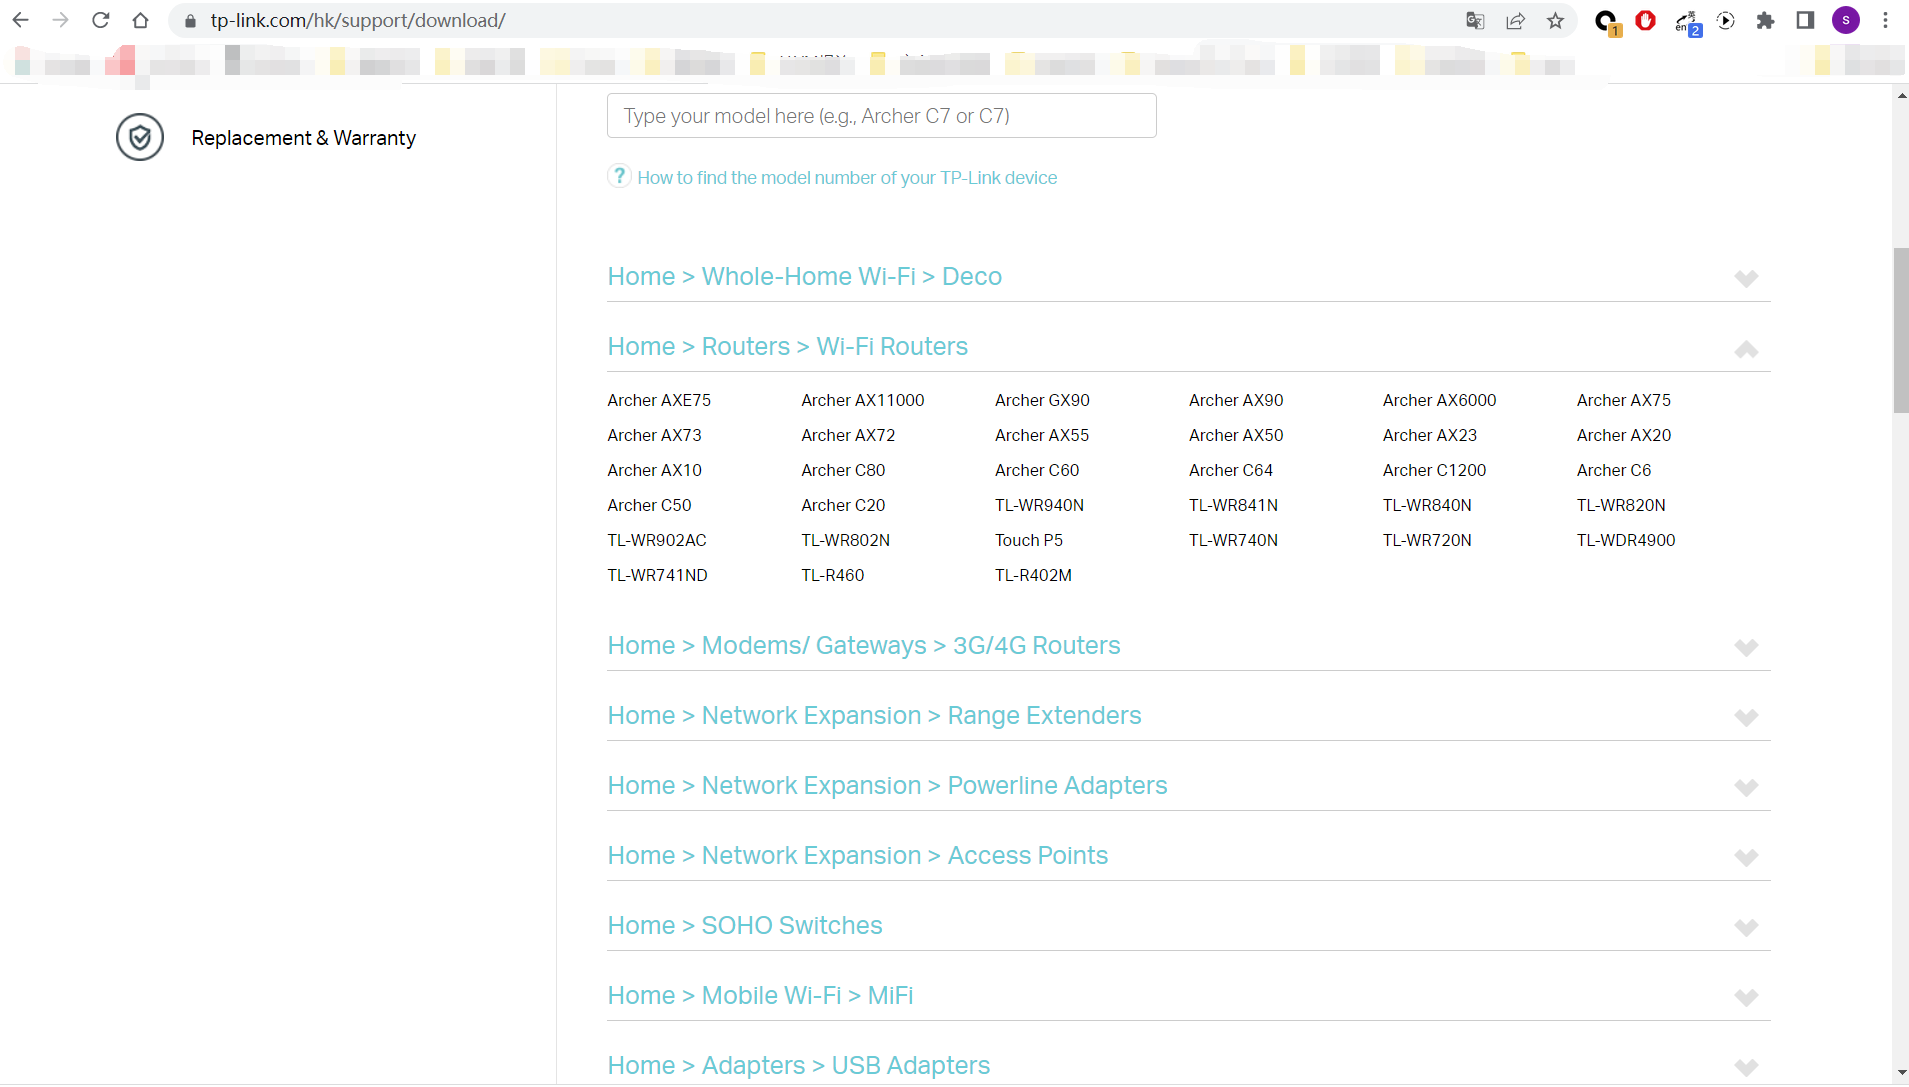 tp-link.com/hk/support/download/
1
英
en
2
S
Replacement & Warranty
Type your model here (e.g., Archer C7 or C7)
? How to find the model number of your TP-Link device
Home > Whole-Home Wi-Fi > Deco
Home > Routers > Wi-Fi Routers
Archer AXE75 Archer AX11000 Archer GX90 Archer AX90 Archer AX6000 Archer AX75
Archer AX73 Archer AX72 Archer AX55 Archer AX50 Archer AX23 Archer AX20
Archer AX10 Archer C80 Archer C60 Archer C64 Archer C1200 Archer C6
Archer C50 Archer C20 TL-WR940N TL-WR841N TL-WR840N TL-WR820N
TL-WR902AC TL-WR802N Touch P5 TL-WR740N TL-WR720N TL-WDR4900
TL-WR741ND TL-R460 TL-R402M
Home > Modems/ Gateways > 3G/4G Routers
Home > Network Expansion > Range Extenders
Home > Network Expansion > Powerline Adapters
Home > Network Expansion > Access Points
Home > SOHO Switches
Home > Mobile Wi-Fi > MiFi
Home > Adapters > USB Adapters